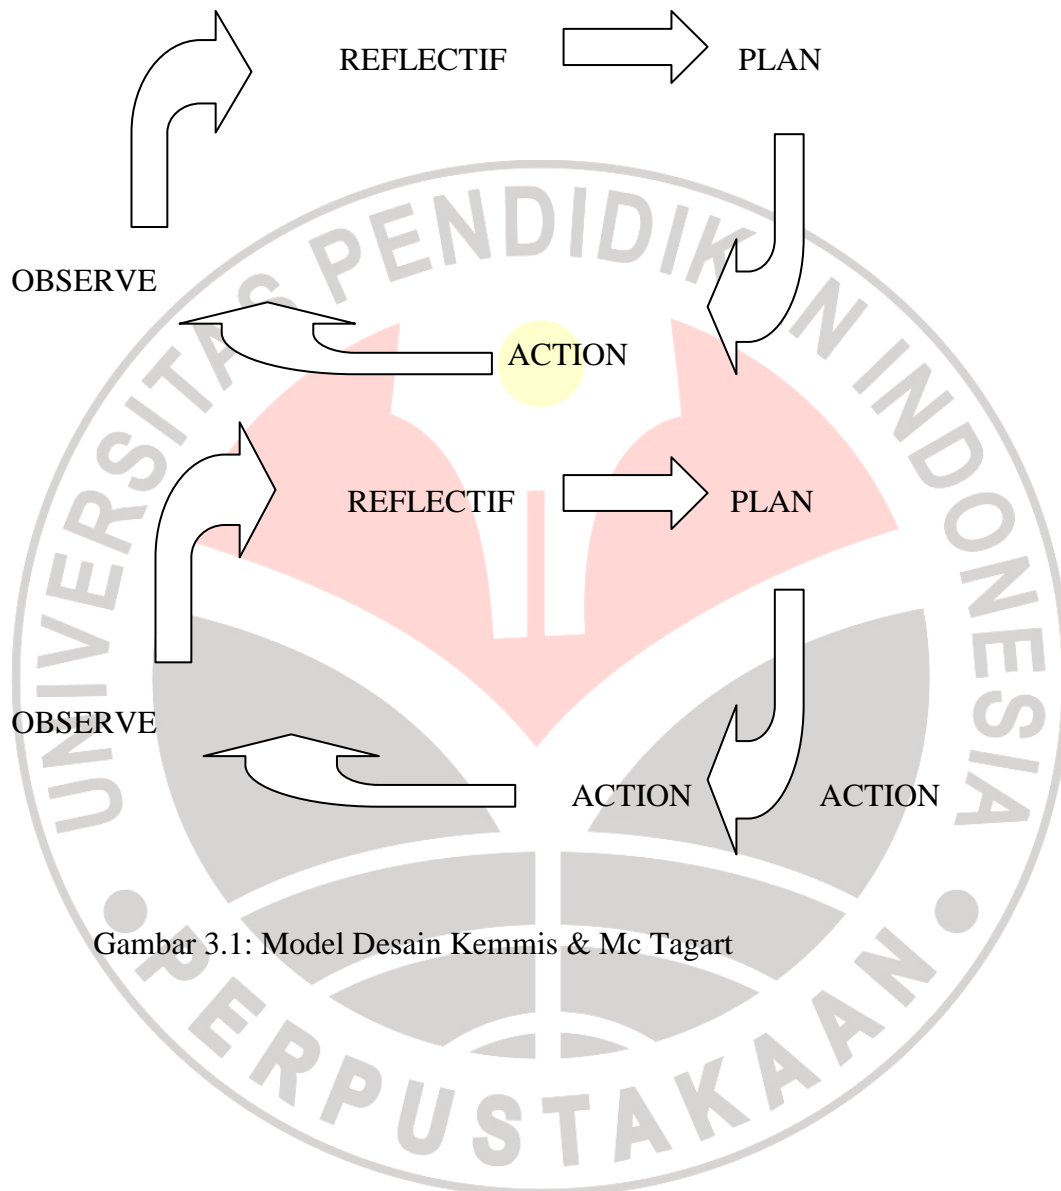 REFLECTIF PLAN
OBSERVE
ACTION
REFLECTIF PLAN
OBSERVE
ACTION ACTION
Gambar 3.1: Model Desain Kemmis & Mc Tagart
UNIVERSITAS PENDIDIKAN INDONESIA
PERPUSTAKAAN